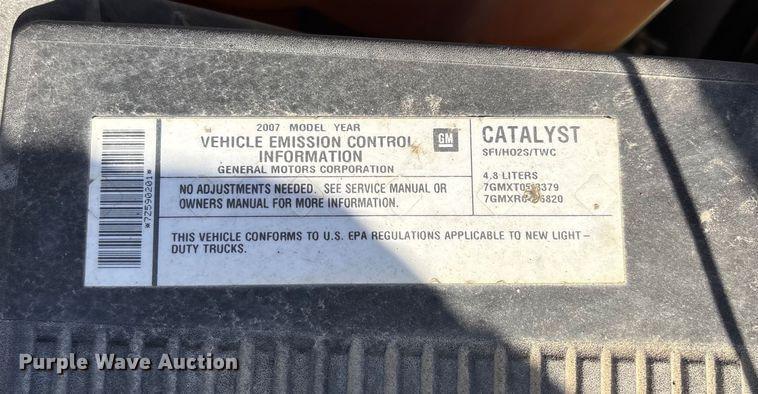 2007 MODEL YEAR
VEHICLE EMISSION CONTROL
INFORMATION
GENERAL MOTORS CORPORATION
GM
NO ADJUSTMENTS NEEDED. SEE SERVICE MANUAL OR
OWNERS MANUAL FOR MORE INFORMATION.
CATALYST
SFI/HO2S/TWC
4.8 LITERS
THIS VEHICLE CONFORMS TO U.S. EPA REGULATIONS APPLICABLE TO NEW LIGHT–
DUTY TRUCKS.
*72590201*
Purple Wave Auction